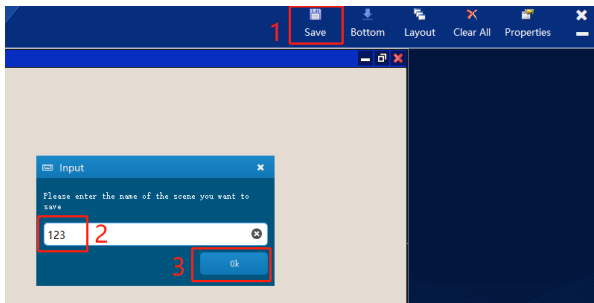 1
Save
Bottom
Layout
Clear All
Properties
Input
Please enter the name of the scene you want to
save
123
2
3
Ok